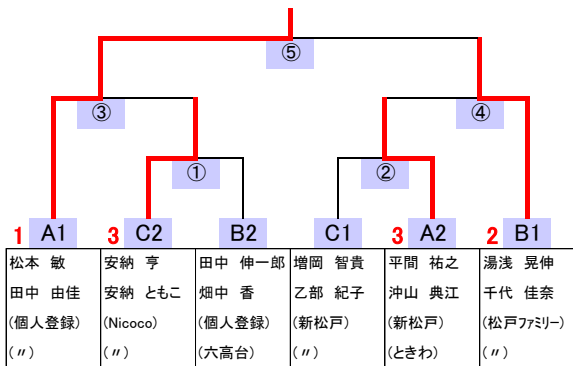 ⑤
③ ④
① ②
1 A1 3 C2 B2 C1 3 A2 2 B1
松本 敏 安納 亨 田中 伸一郎 増岡 智貴 平間 祐之 湯浅 晃伸
田中 由佳 安納 ともこ 畑中 香 乙部 紀子 沖山 典江 千代 佳奈
(個人登録) (Nicoco) (個人登録) (新松戸) (新松戸) (松戸ファミリー)
(〃) (〃) (六高台) (〃) (ときわ) (〃)